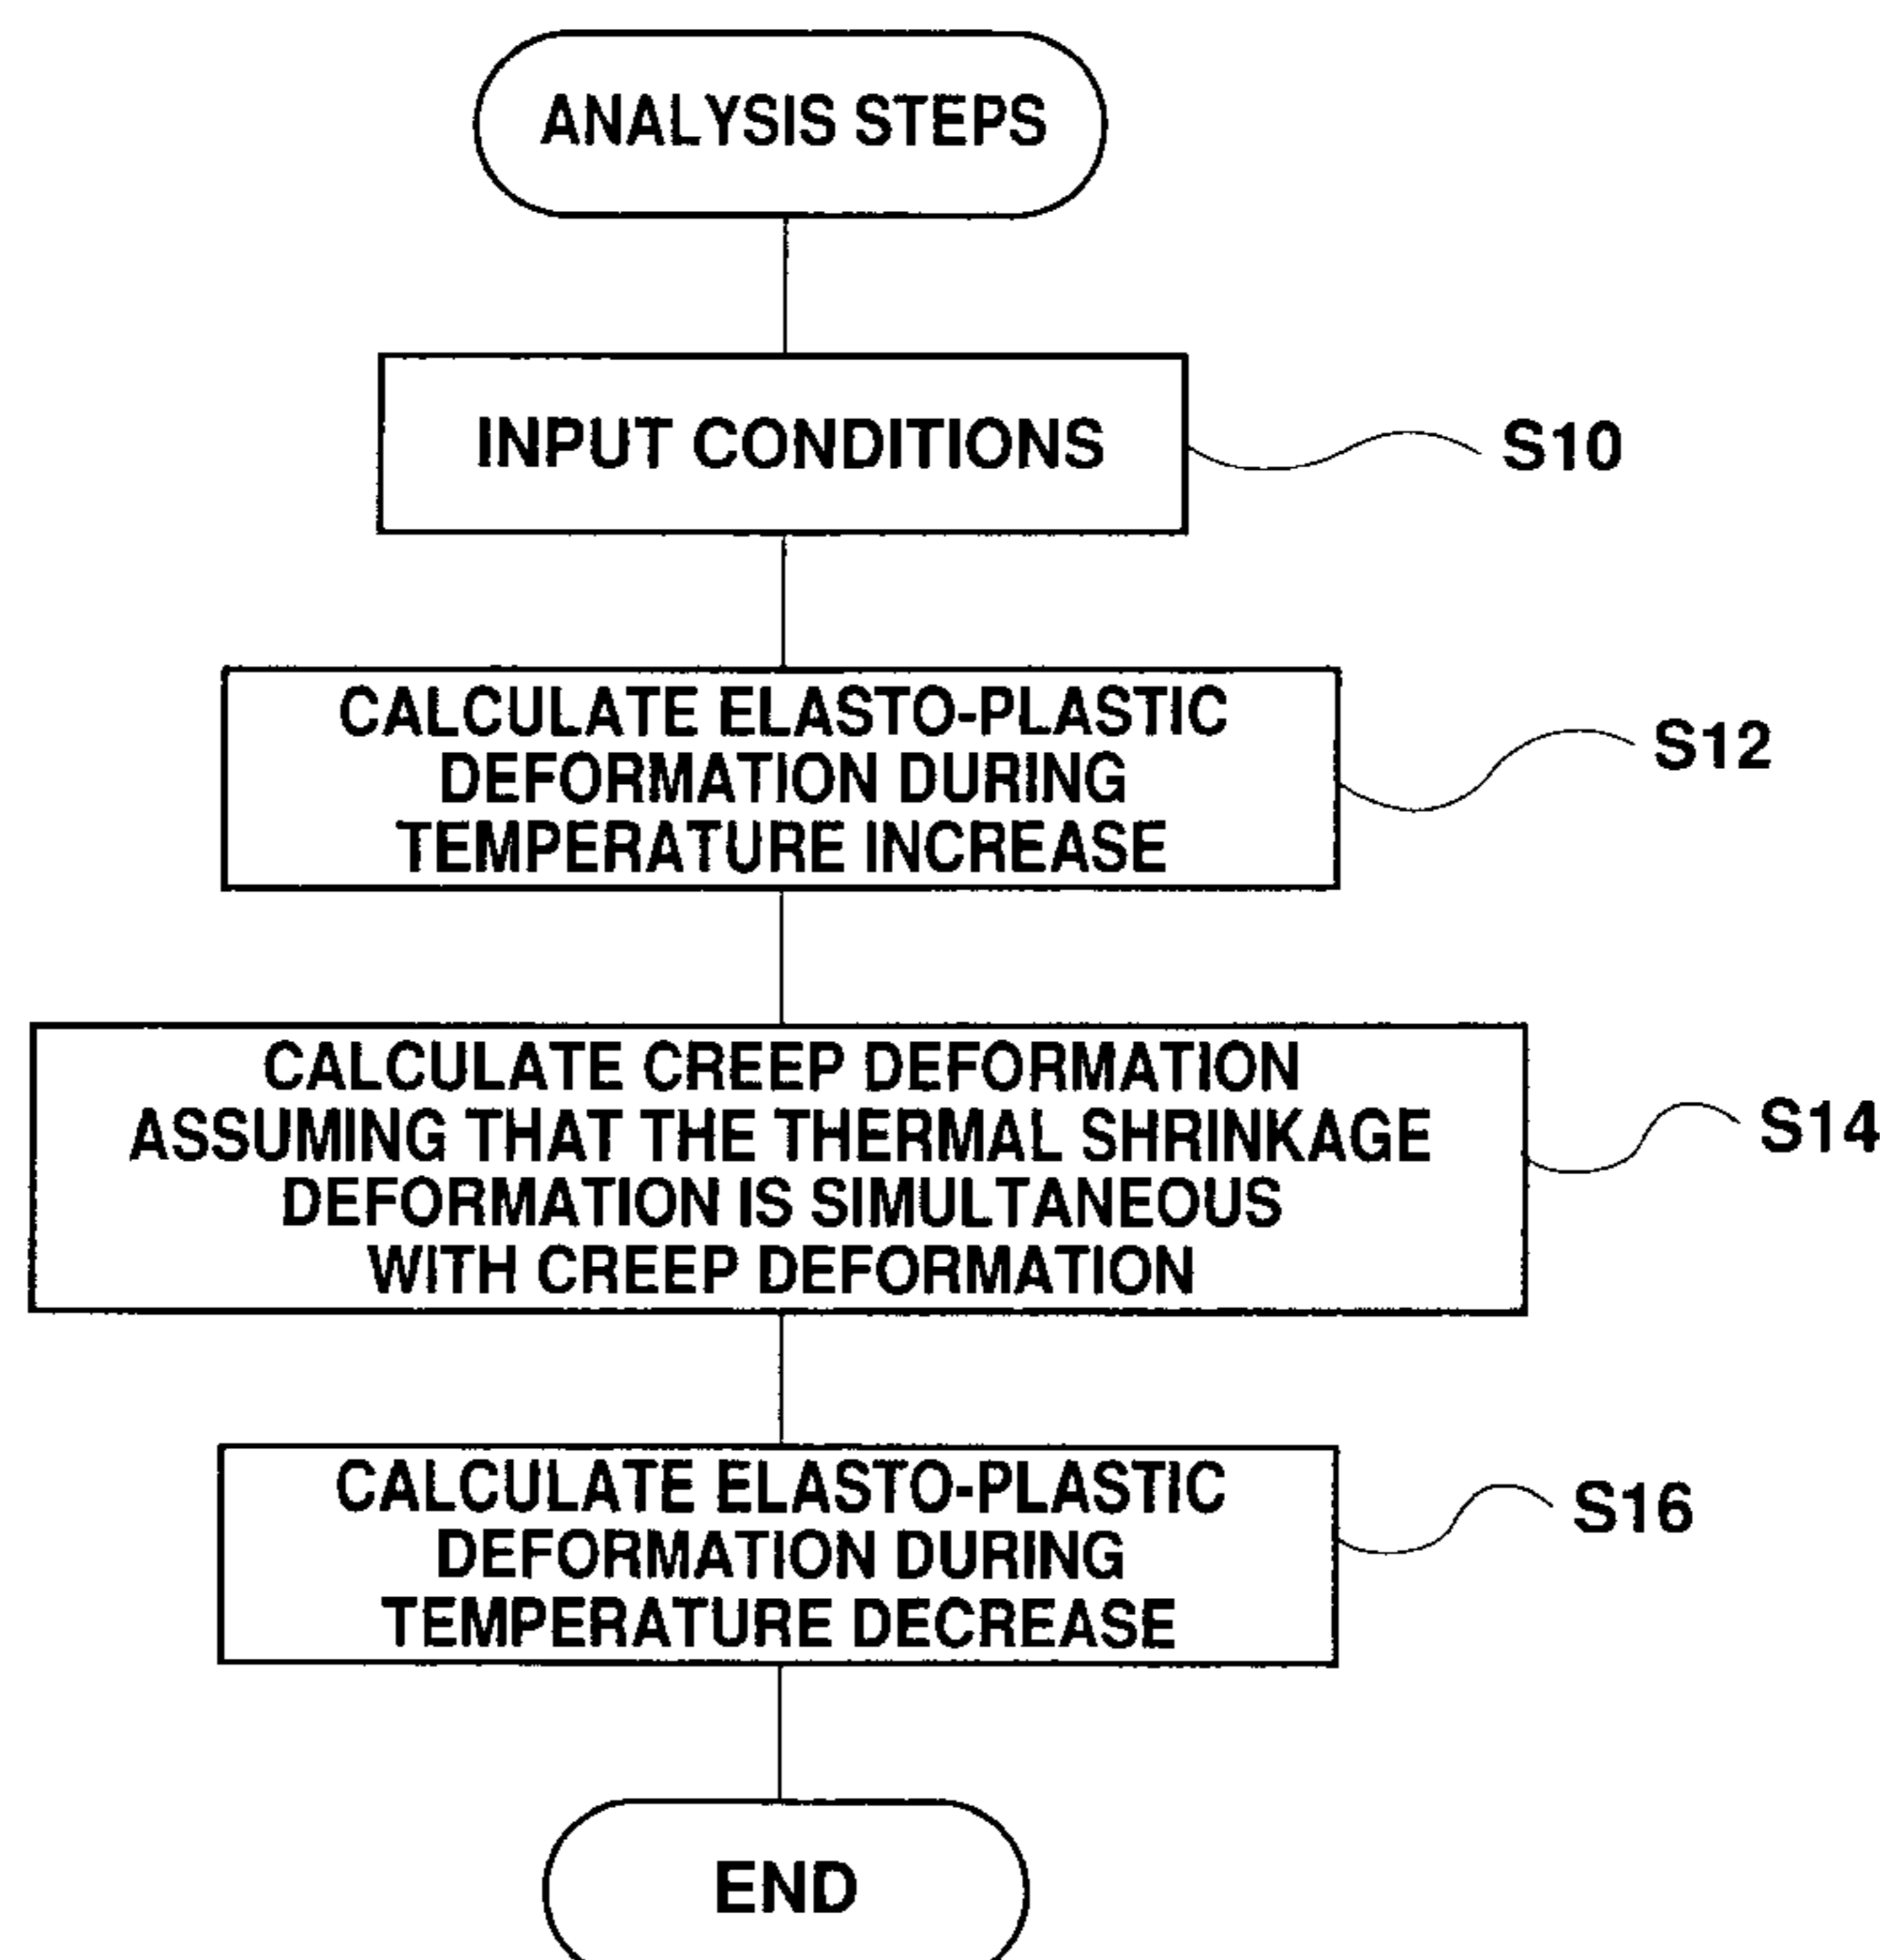 ANALYSIS STEPS
INPUT CONDITIONS
S10
CALCULATE ELASTO-PLASTIC
DEFORMATION DURING
TEMPERATURE INCREASE
S12
CALCULATE CREEP DEFORMATION
ASSUMING THAT THE THERMAL SHRINKAGE
DEFORMATION IS SIMULTANEOUS
WITH CREEP DEFORMATION
S14
CALCULATE ELASTO-PLASTIC
DEFORMATION DURING
TEMPERATURE DECREASE
S16
END